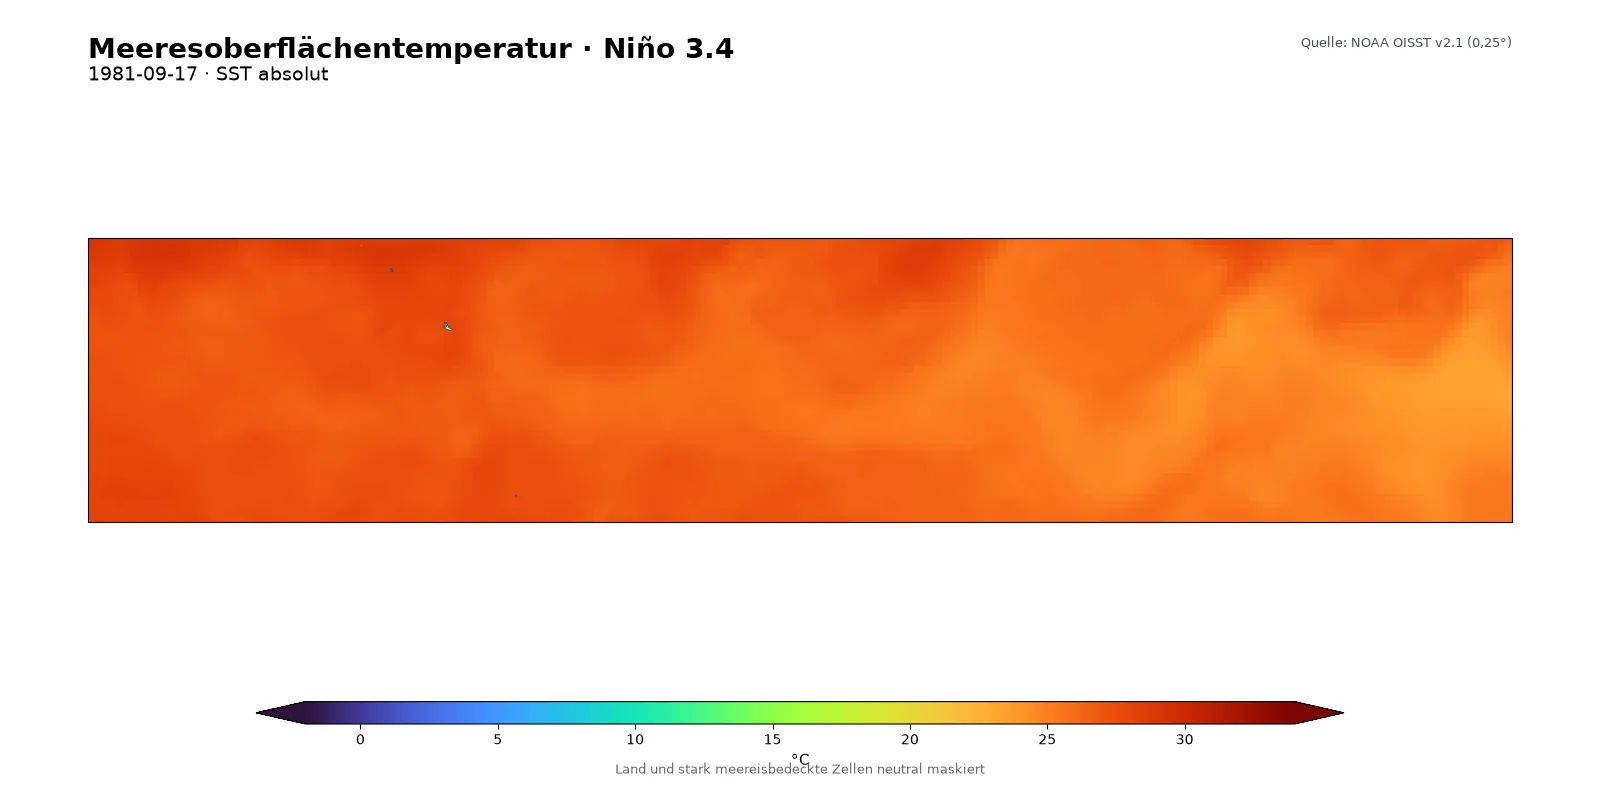 Meeresoberflächentemperatur · Niño 3.4
1981-09-17 · SST absolut
Quelle: NOAA OISST v2.1 (0,25°)
0 5 10 15 20 25 30
°C
Land und stark meereisbedeckte Zellen neutral maskiert